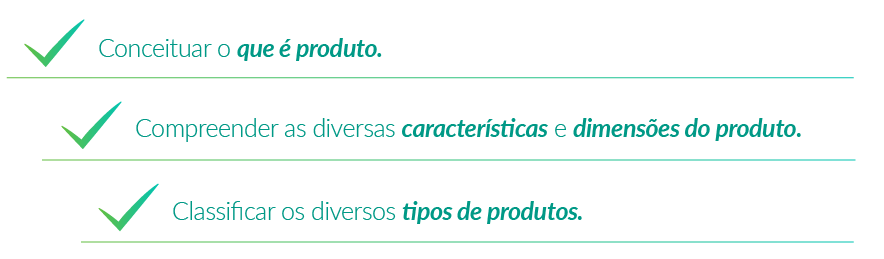 Conceituar o que é produto.
Compreender as diversas características e dimensões do produto.
Classificar os diversos tipos de produtos.